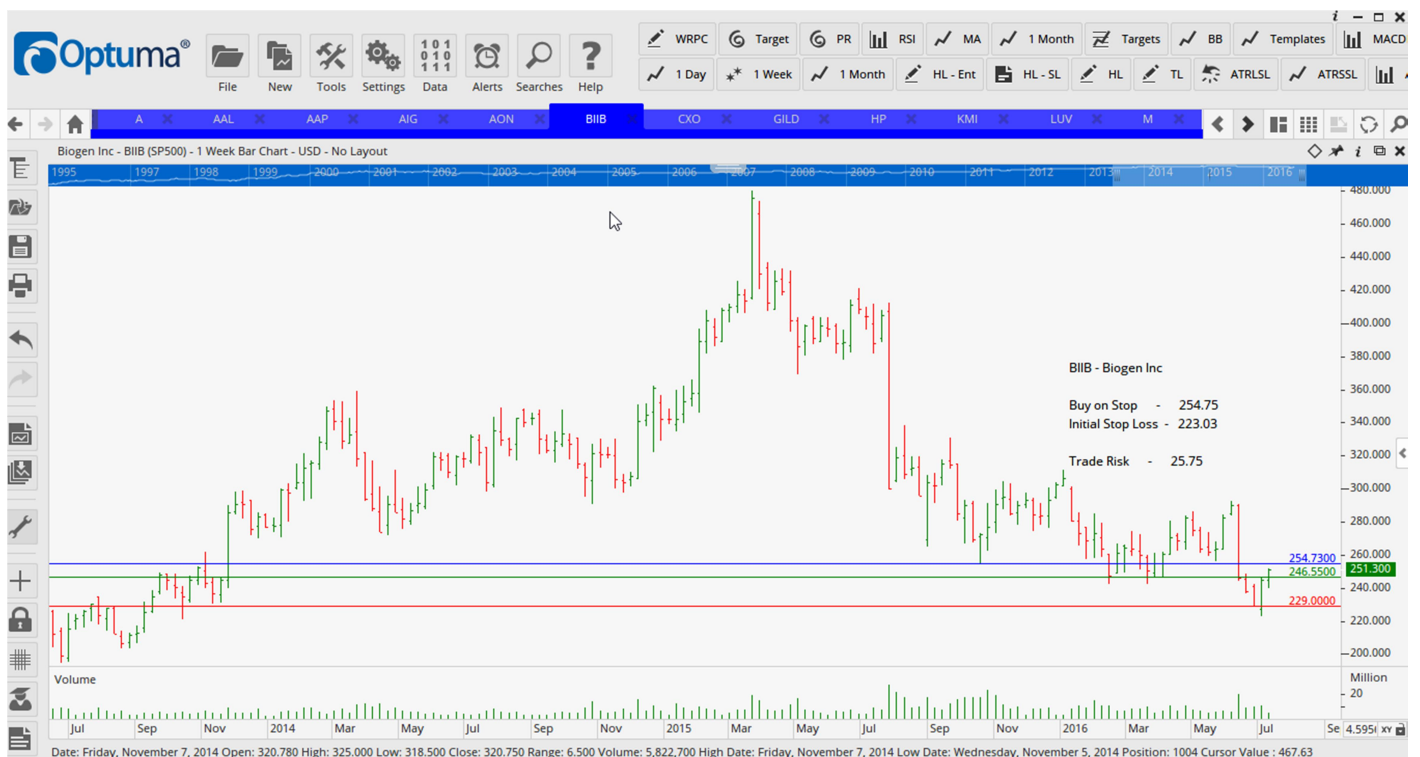 i
Optuma®
File New Tools Settings Data Alerts Searches Help
101
010
111
WRPC Target PR RSI MA 1 Month Targets BB Templates MACD
1 Day 1 Week 1 Month HL - Ent HL - SL HL TL ATRLSL ATRSSL
A AAL AAP AIG AON BIIB CXO GILD HP KMI LUV M
Biogen Inc - BIIB (SP500) - 1 Week Bar Chart - USD - No Layout
1995 1997 1998 1999 2000 2001 2002 2003 2004 2005 2006 2007 2008 2009 2010 2011 2012 2013 2014 2015 2016
480.000
460.000
440.000
420.000
400.000
380.000
BIIB - Biogen Inc
360.000
Buy on Stop - 254.75
Initial Stop Loss - 223.03
340.000
Trade Risk - 25.75
320.000
300.000
280.000
260.000
254.7300
246.5500 251.300
240.000
229.0000
220.000
200.000
Volume Million
20
Jul Sep Nov 2014 Mar May Jul Sep Nov 2015 Mar May Jul Sep Nov 2016 Mar May Jul Se XY
Date: Friday, November 7, 2014 Open: 320.780 High: 325.000 Low: 318.500 Close: 320.750 Range: 6.500 Volume: 5,822,700 High Date: Friday, November 7, 2014 Low Date: Wednesday, November 5, 2014 Position: 1004 Cursor Value : 467.63